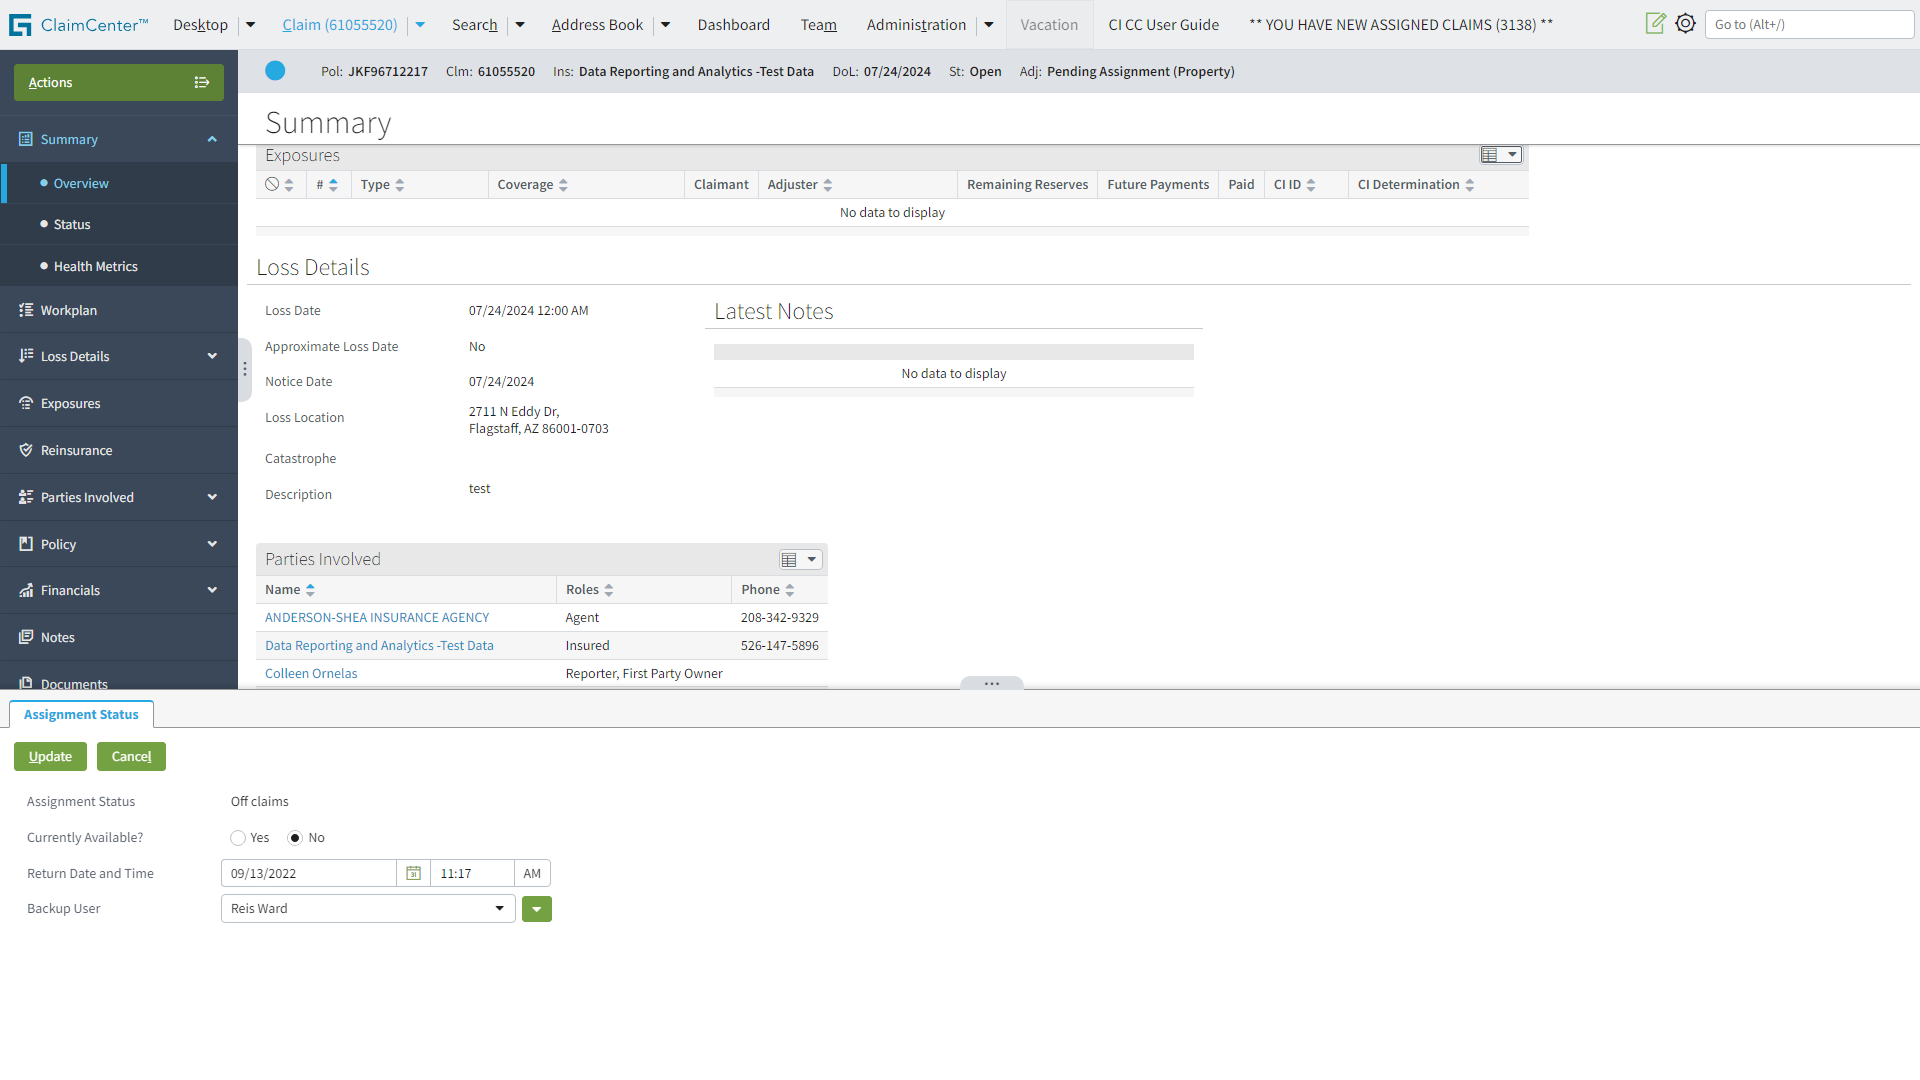 ClaimCenter™ Desktop Claim (61055520) Search Address Book Dashboard Team Administration Vacation CI CC User Guide ** YOU HAVE NEW ASSIGNED CLAIMS (3138) ** Go to (Alt+/)
Pol: JKF96712217 Clm: 61055520 Ins: Data Reporting and Analytics -Test Data DoL: 07/24/2024 St: Open Adj: Pending Assignment (Property)
Actions
Summary
Overview
Status
Health Metrics
Workplan
Loss Details
Exposures
Reinsurance
Parties Involved
Policy
Financials
Notes
Documents
Summary
Exposures
# Type Coverage Claimant Adjuster Remaining Reserves Future Payments Paid CI ID CI Determination
No data to display
Loss Details
Loss Date 07/24/2024 12:00 AM
Approximate Loss Date No
Notice Date 07/24/2024
Loss Location 2711 N Eddy Dr,
Flagstaff, AZ 86001-0703
Catastrophe
Description test
Latest Notes
No data to display
Parties Involved
Name Roles Phone
ANDERSON-SHEA INSURANCE AGENCY Agent 208-342-9329
Data Reporting and Analytics -Test Data Insured 526-147-5896
Colleen Ornelas Reporter, First Party Owner
Assignment Status
Update Cancel
Assignment Status Off claims
Currently Available? Yes No
Return Date and Time 09/13/2022 31 11:17 AM
Backup User Reis Ward